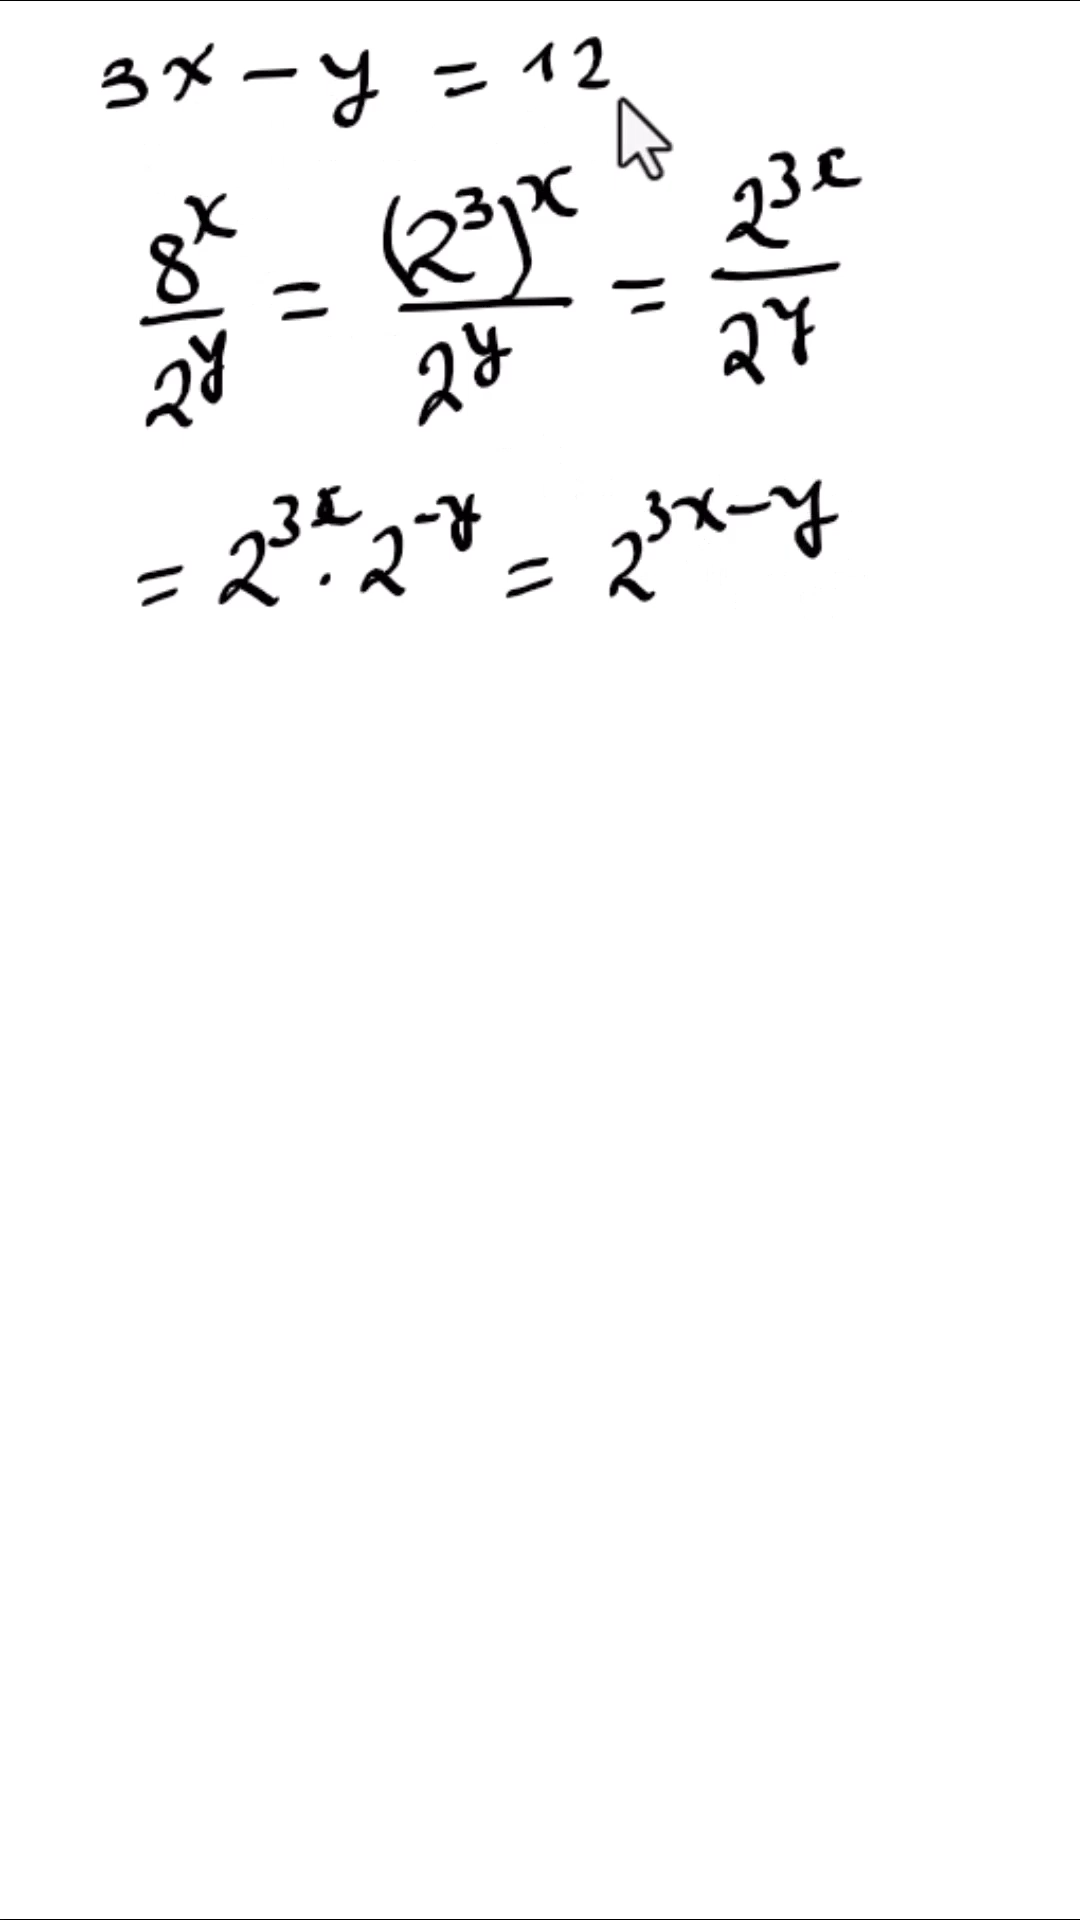 3x - y = 12
8^x / 2^y = (2^3)^x / 2^y = 2^{3x} / 2^y
= 2^{3x} · 2^{-y} = 2^{3x-y}